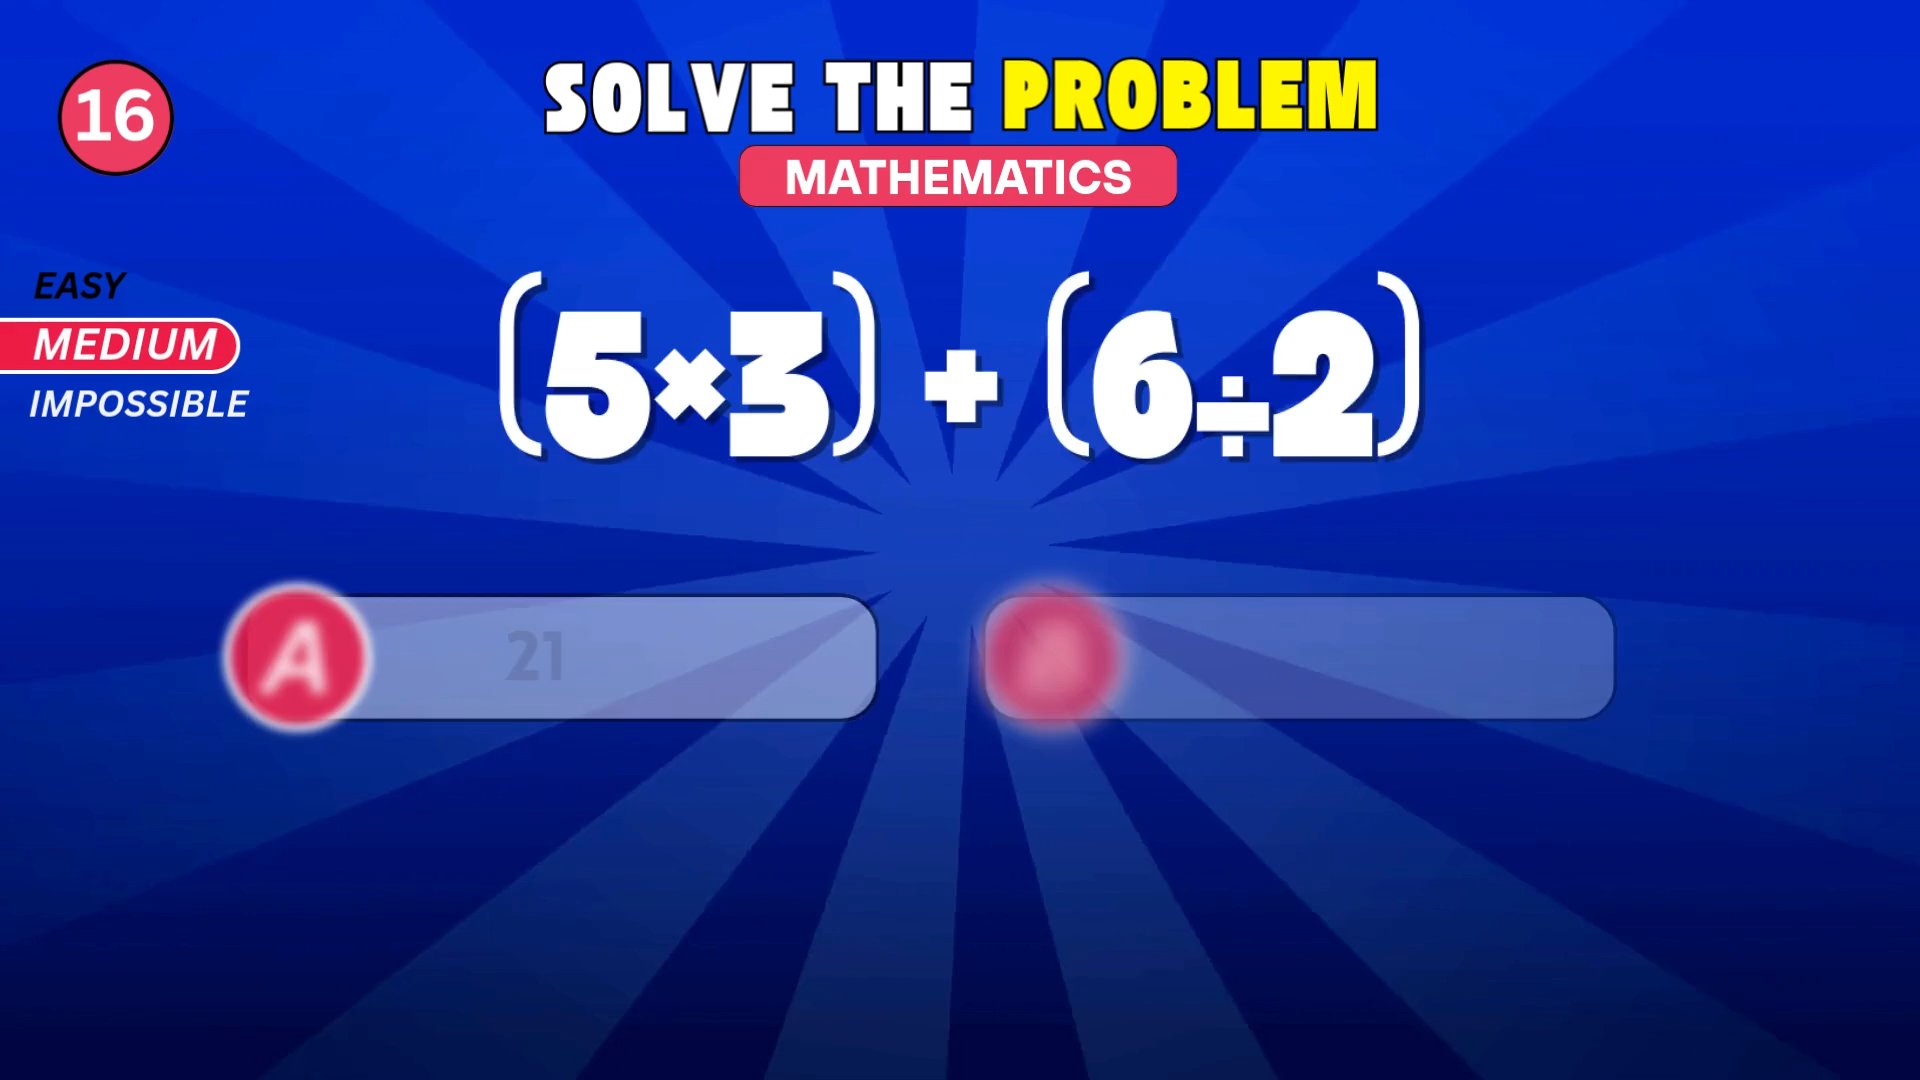 16
SOLVE THE PROBLEM
MATHEMATICS
EASY
MEDIUM
IMPOSSIBLE
(5×3) + (6÷2)
A 21